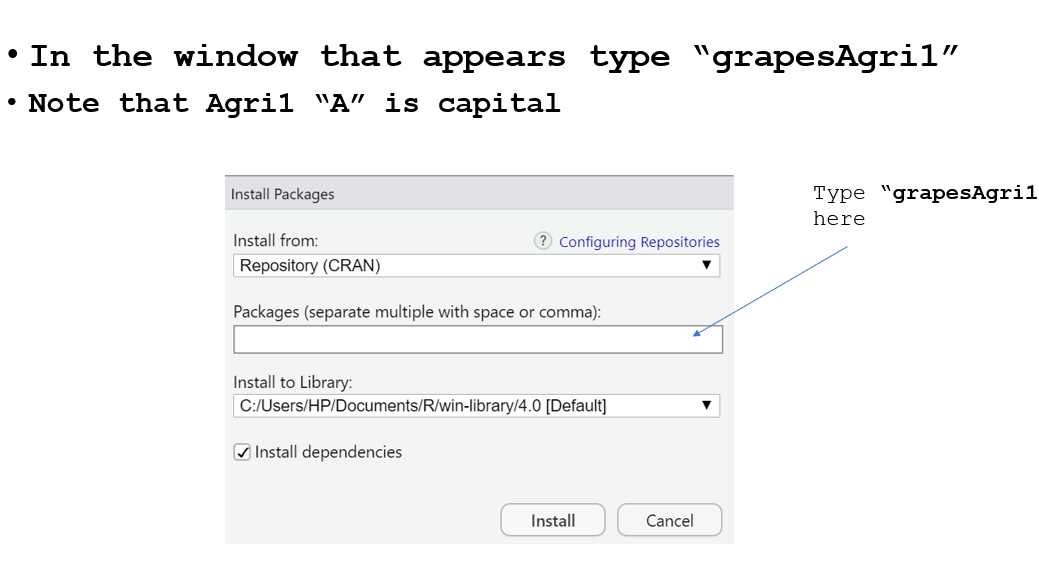 • In the window that appears type “grapesAgri1”
• Note that Agri1 “A” is capital
Install Packages
Type “grapesAgri1
here
Install from:
? Configuring Repositories
Repository (CRAN)
Packages (separate multiple with space or comma):
Install to Library:
C:/Users/HP/Documents/R/win-library/4.0 [Default]
Install dependencies
Install
Cancel